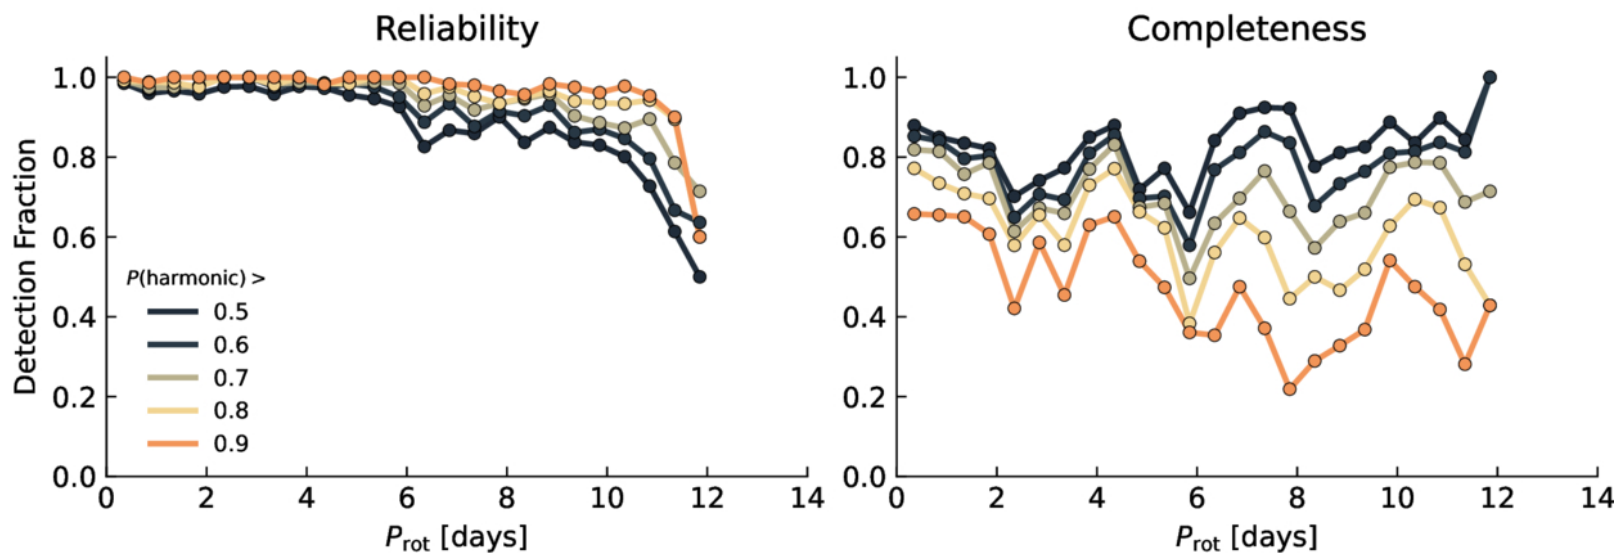 Reliability
Completeness
Detection Fraction
1.0
0.8
0.6
0.4
0.2
0.0
P(harmonic) >
0.5
0.6
0.7
0.8
0.9
0 2 4 6 8 10 12 14
P_rot [days]
1.0
0.8
0.6
0.4
0.2
0.0
0 2 4 6 8 10 12 14
P_rot [days]